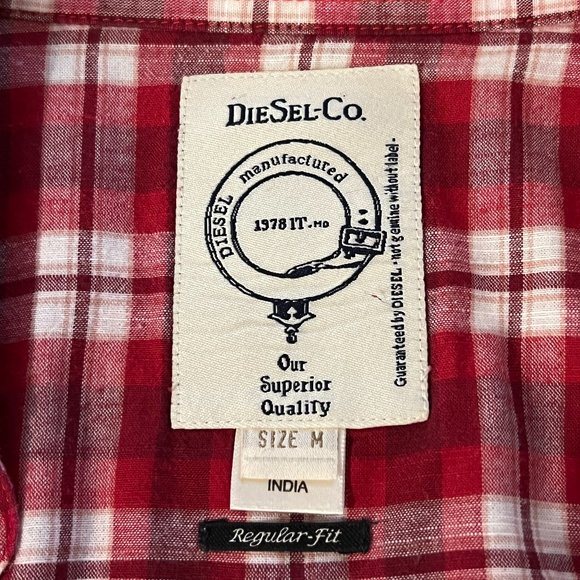 DIESEL-CO.
DIESEL manufactured
1978 IT.MD
Our
Superior
Quality
Guaranteed by DIESEL - not genuine without label -
SIZE M
INDIA
Regular-Fit